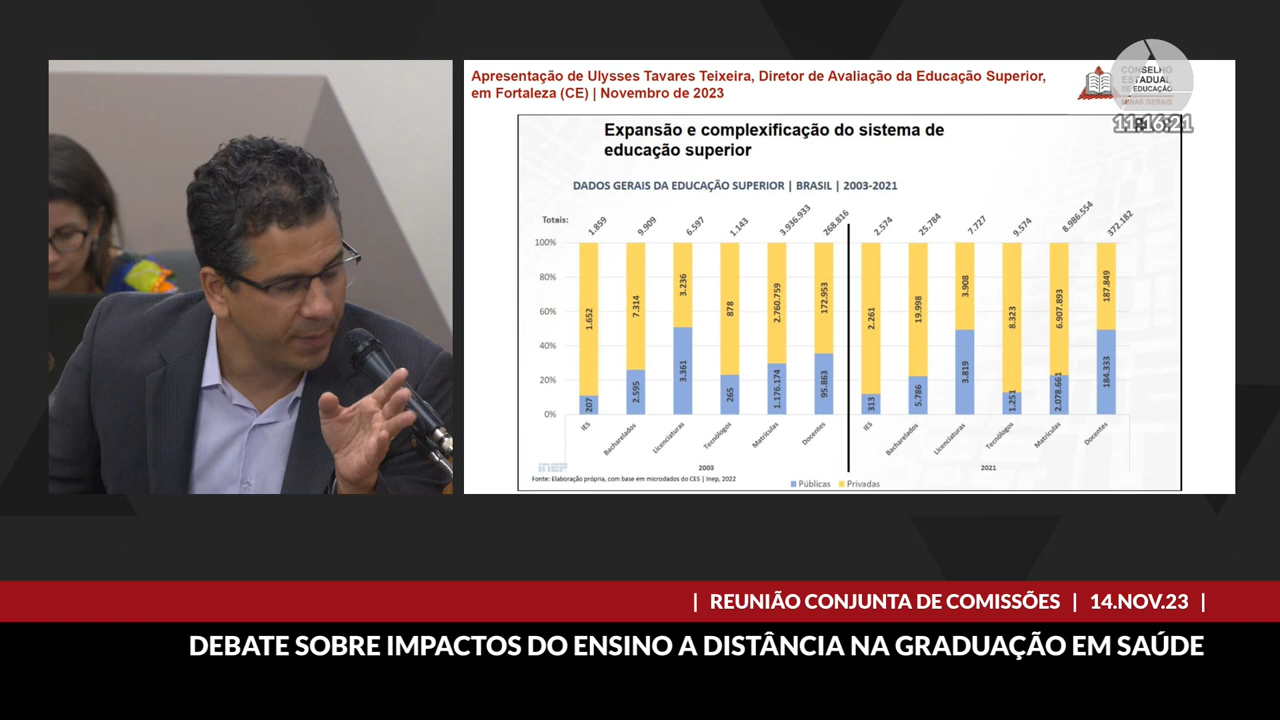 Apresentação de Ulysses Tavares Teixeira, Diretor de Avaliação da Educação Superior,
em Fortaleza (CE) | Novembro de 2023
CONSELHO
ESTADUAL
DE EDUCAÇÃO
MINAS GERAIS
11:16:21
Expansão e complexificação do sistema de
educação superior
DADOS GERAIS DA EDUCAÇÃO SUPERIOR | BRASIL | 2003-2021
Totais: 1.859 9.909 6.597 1.143 3.936.933 268.816 2.574 25.784 7.727 9.574 8.986.554 372.182
100%
80%
60%
40%
20%
0%
1.652 7.314 3.236 878 2.760.759 172.953 2.261 19.998 3.908 8.323 6.907.893 187.849
207 2.595 3.361 265 1.176.174 95.863 313 5.786 3.819 1.251 2.078.661 184.333
IES Bacharelados Licenciaturas Tecnólogos Matrículas Docentes IES Bacharelados Licenciaturas Tecnólogos Matrículas Docentes
2003 2021
INEP
Fonte: Elaboração própria, com base em microdados do CES | Inep, 2022
Públicas Privadas
| REUNIÃO CONJUNTA DE COMISSÕES | 14.NOV.23 |
DEBATE SOBRE IMPACTOS DO ENSINO A DISTÂNCIA NA GRADUAÇÃO EM SAÚDE